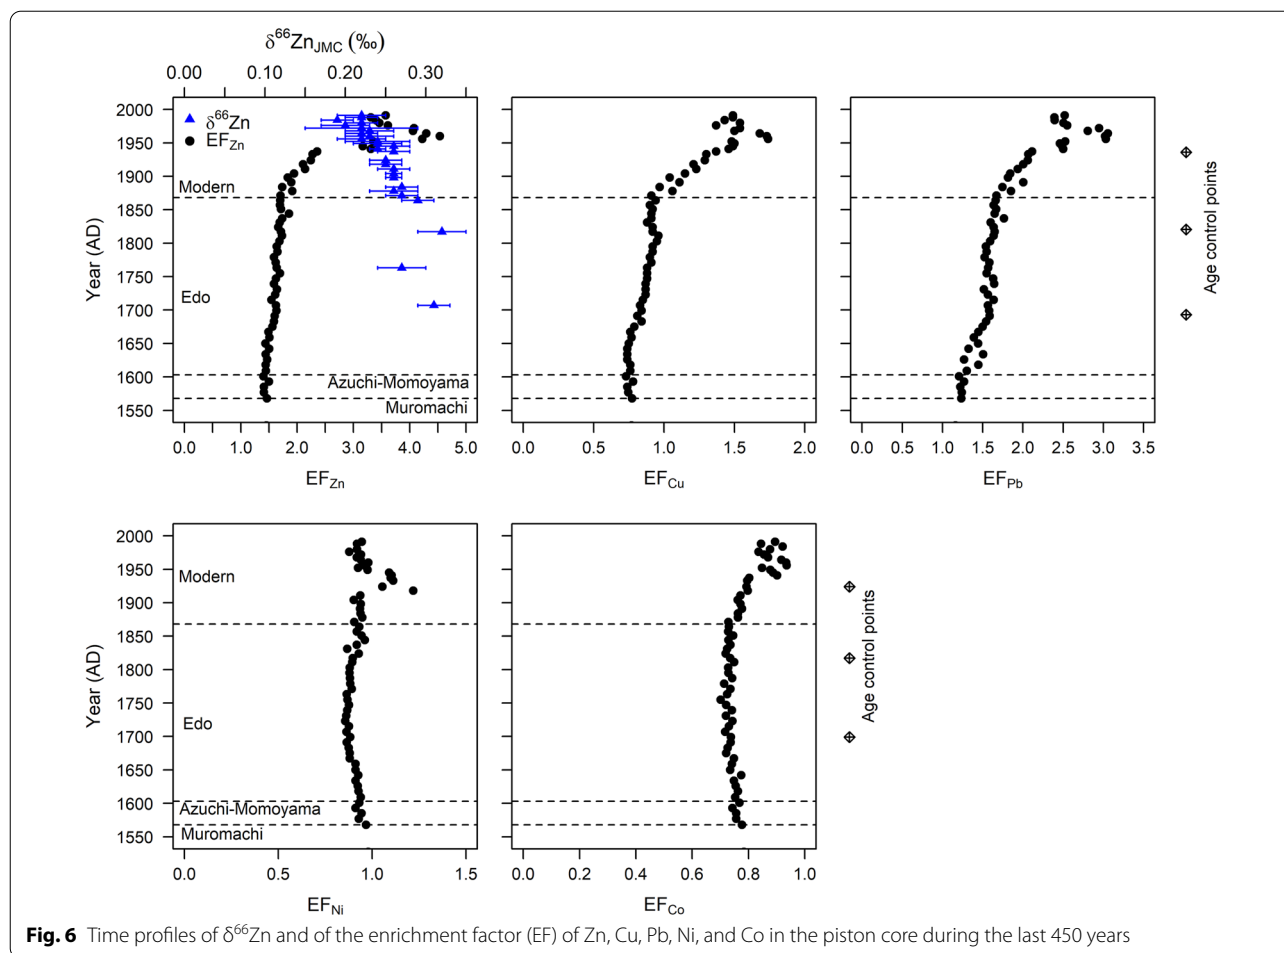 δ⁶⁶Zn_JMC (‰)
0.00 0.10 0.20 0.30
δ⁶⁶Zn
EF_Zn
Modern
Edo
Azuchi-Momoyama
Muromachi
2000
1950
1900
1850
1800
1750
1700
1650
1600
1550
Year (AD)
0.0 1.0 2.0 3.0 4.0 5.0
EF_Zn
0.0 0.5 1.0 1.5 2.0
EF_Cu
0.0 0.5 1.0 1.5 2.0 2.5 3.0 3.5
EF_Pb
Age control points
2000
1950
1900
1850
1800
1750
1700
1650
1600
1550
Year (AD)
Modern
Edo
Azuchi-Momoyama
Muromachi
0.0 0.5 1.0 1.5
EF_Ni
0.0 0.2 0.4 0.6 0.8 1.0
EF_Co
Age control points
Fig. 6 Time profiles of δ⁶⁶Zn and of the enrichment factor (EF) of Zn, Cu, Pb, Ni, and Co in the piston core during the last 450 years